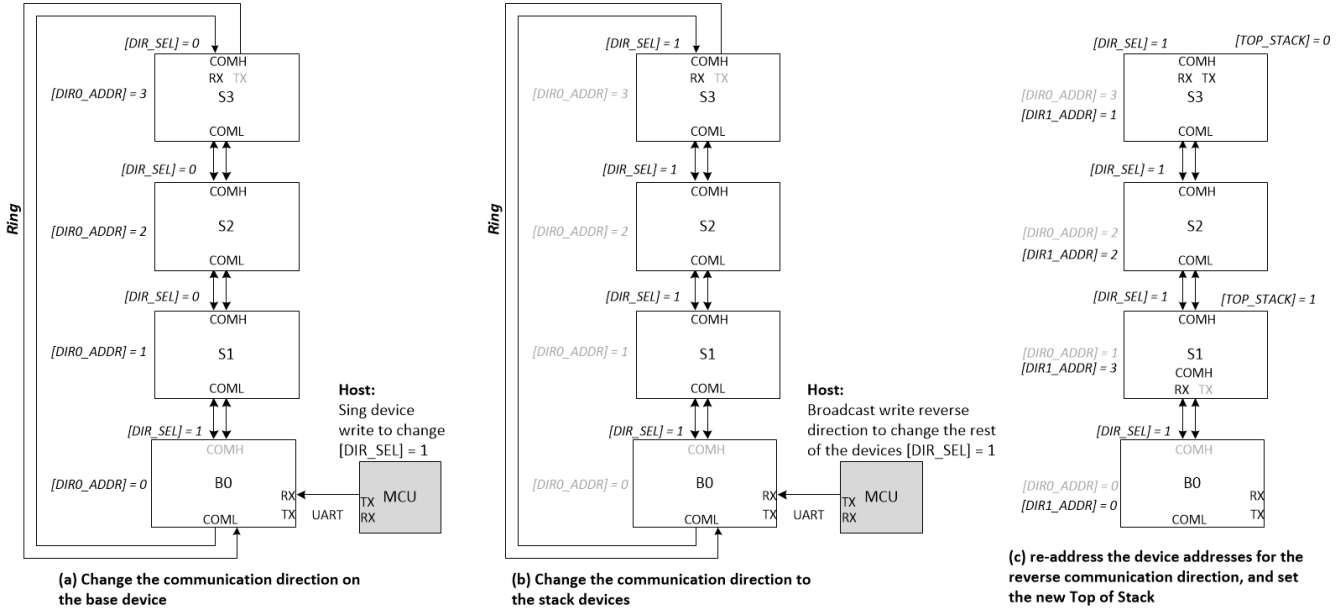 [DIR_SEL] = 0
COMH
RX TX
[DIR0_ADDR] = 3
S3
COML
[DIR_SEL] = 0
COMH
Ring
S2
[DIR0_ADDR] = 2
COML
[DIR_SEL] = 0
COMH
S1
[DIR0_ADDR] = 1
COML
Host:
Sing device
write to change
[DIR_SEL] = 1
[DIR_SEL] = 1
COMH
B0
[DIR0_ADDR] = 0
RX
TX
COML
UART
TX
RX
MCU
(a) Change the communication direction on
the base device
[DIR_SEL] = 1
COMH
RX TX
[DIR0_ADDR] = 3
S3
COML
[DIR_SEL] = 1
COMH
Ring
S2
[DIR0_ADDR] = 2
COML
[DIR_SEL] = 1
COMH
S1
[DIR0_ADDR] = 1
COML
Host:
Broadcast write reverse
direction to change the rest
of the devices [DIR_SEL] = 1
[DIR_SEL] = 1
COMH
B0
[DIR0_ADDR] = 0
RX
TX
COML
UART
TX
RX
MCU
(b) Change the communication direction to
the stack devices
[DIR_SEL] = 1
[TOP_STACK] = 0
COMH
RX TX
[DIR0_ADDR] = 3
S3
[DIR1_ADDR] = 1
COML
[DIR_SEL] = 1
COMH
S2
[DIR0_ADDR] = 2
[DIR1_ADDR] = 2
COML
[DIR_SEL] = 1
[TOP_STACK] = 1
COMH
[DIR0_ADDR] = 1
S1
[DIR1_ADDR] = 3
COMH
RX TX
[DIR_SEL] = 1
COMH
B0
[DIR0_ADDR] = 0
[DIR1_ADDR] = 0
RX
TX
COML
(c) re-address the device addresses for the
reverse communication direction, and set
the new Top of Stack